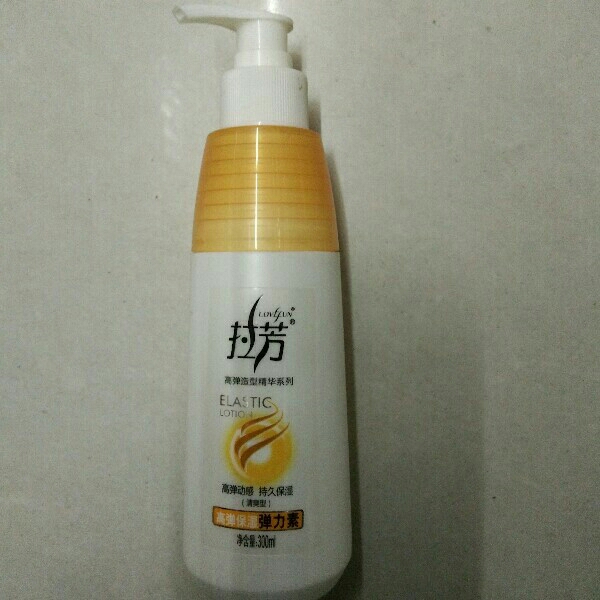 LOVEFUN®
拉芳®
高弹造型精华系列
ELASTIC
LOTION
高弹动感 持久保湿
(清爽型)
高弹保湿弹力素
净含量:300ml